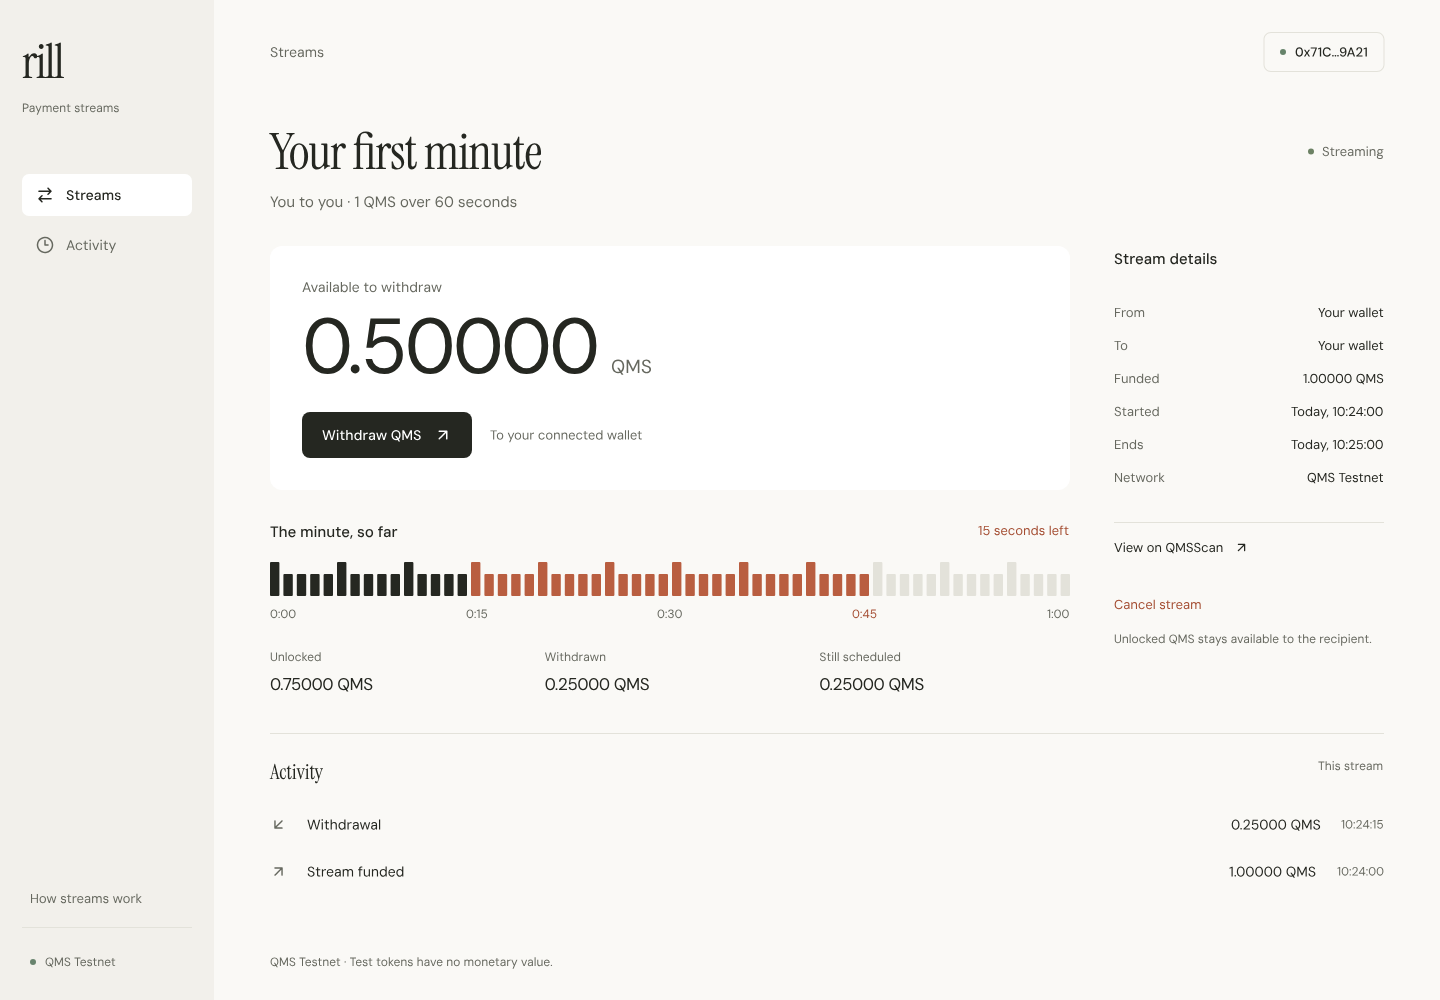 rill
Payment streams
Streams
Activity
How streams work
QMS Testnet
Streams
0x71C...9A21
Your first minute
Streaming
You to you · 1 QMS over 60 seconds
Available to withdraw
0.50000 QMS
Withdraw QMS
To your connected wallet
The minute, so far
15 seconds left
0:00 0:15 0:30 0:45 1:00
Unlocked Withdrawn Still scheduled
0.75000 QMS 0.25000 QMS 0.25000 QMS
Stream details
From Your wallet
To Your wallet
Funded 1.00000 QMS
Started Today, 10:24:00
Ends Today, 10:25:00
Network QMS Testnet
View on QMSScan
Cancel stream
Unlocked QMS stays available to the recipient.
Activity This stream
Withdrawal 0.25000 QMS 10:24:15
Stream funded 1.00000 QMS 10:24:00
QMS Testnet · Test tokens have no monetary value.